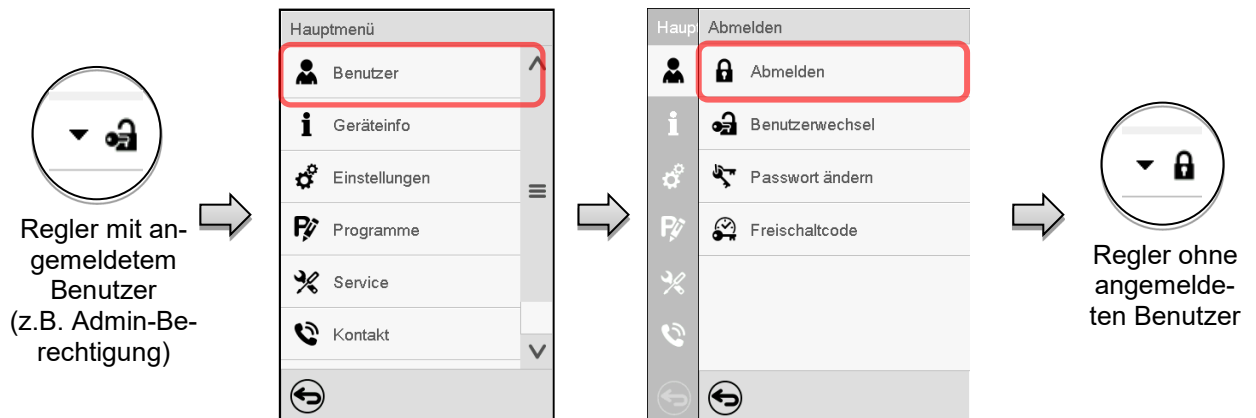 Regler mit an-
gemeldetem
Benutzer
(z.B. Admin-Be-
rechtigung)
Hauptmenü
Benutzer
Geräteinfo
Einstellungen
Programme
Service
Kontakt
Haup
Abmelden
Abmelden
Benutzerwechsel
Passwort ändern
Freischaltcode
Regler ohne
angemelde-
ten Benutzer